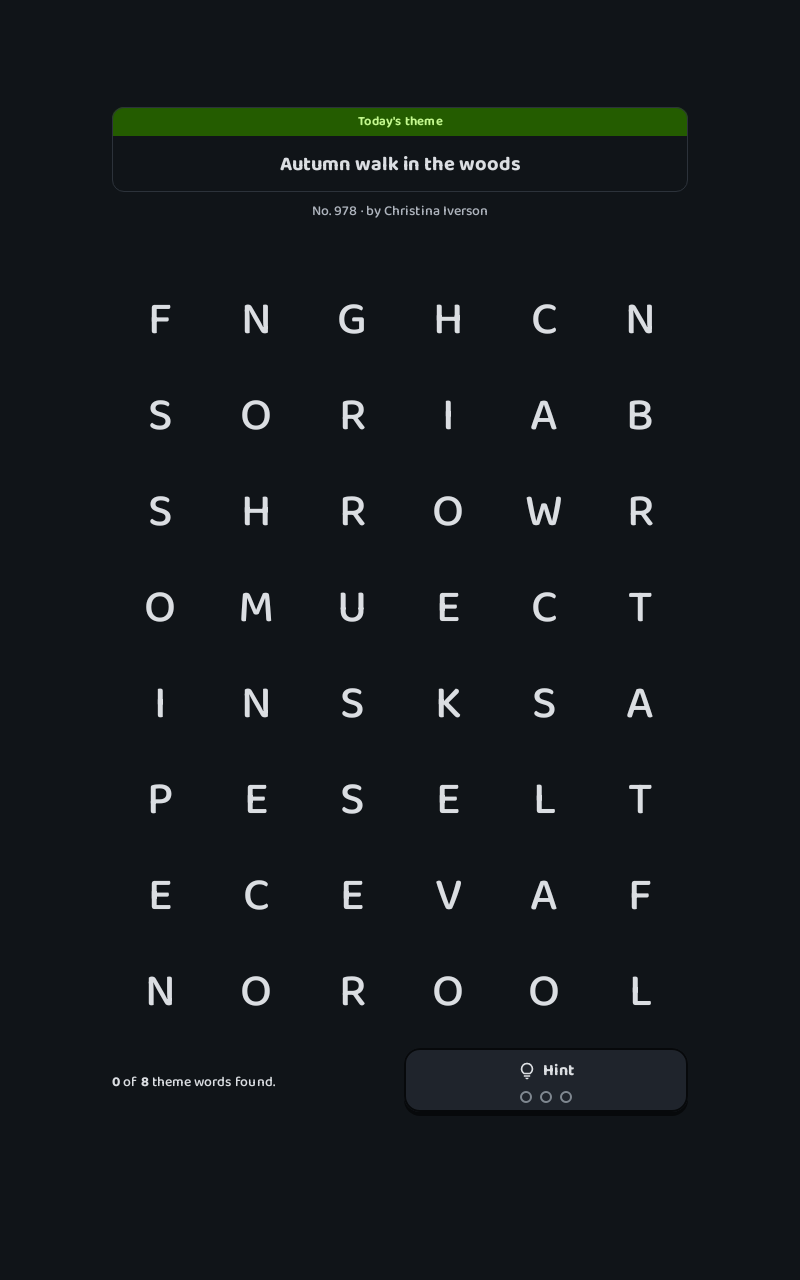 Today's theme
Autumn walk in the woods
No. 978 · by Christina Iverson
F N G H C N
S O R I A B
S H R O W R
O M U E C T
I N S K S A
P E S E L T
E C E V A F
N O R O O L
0 of 8 theme words found.
Hint